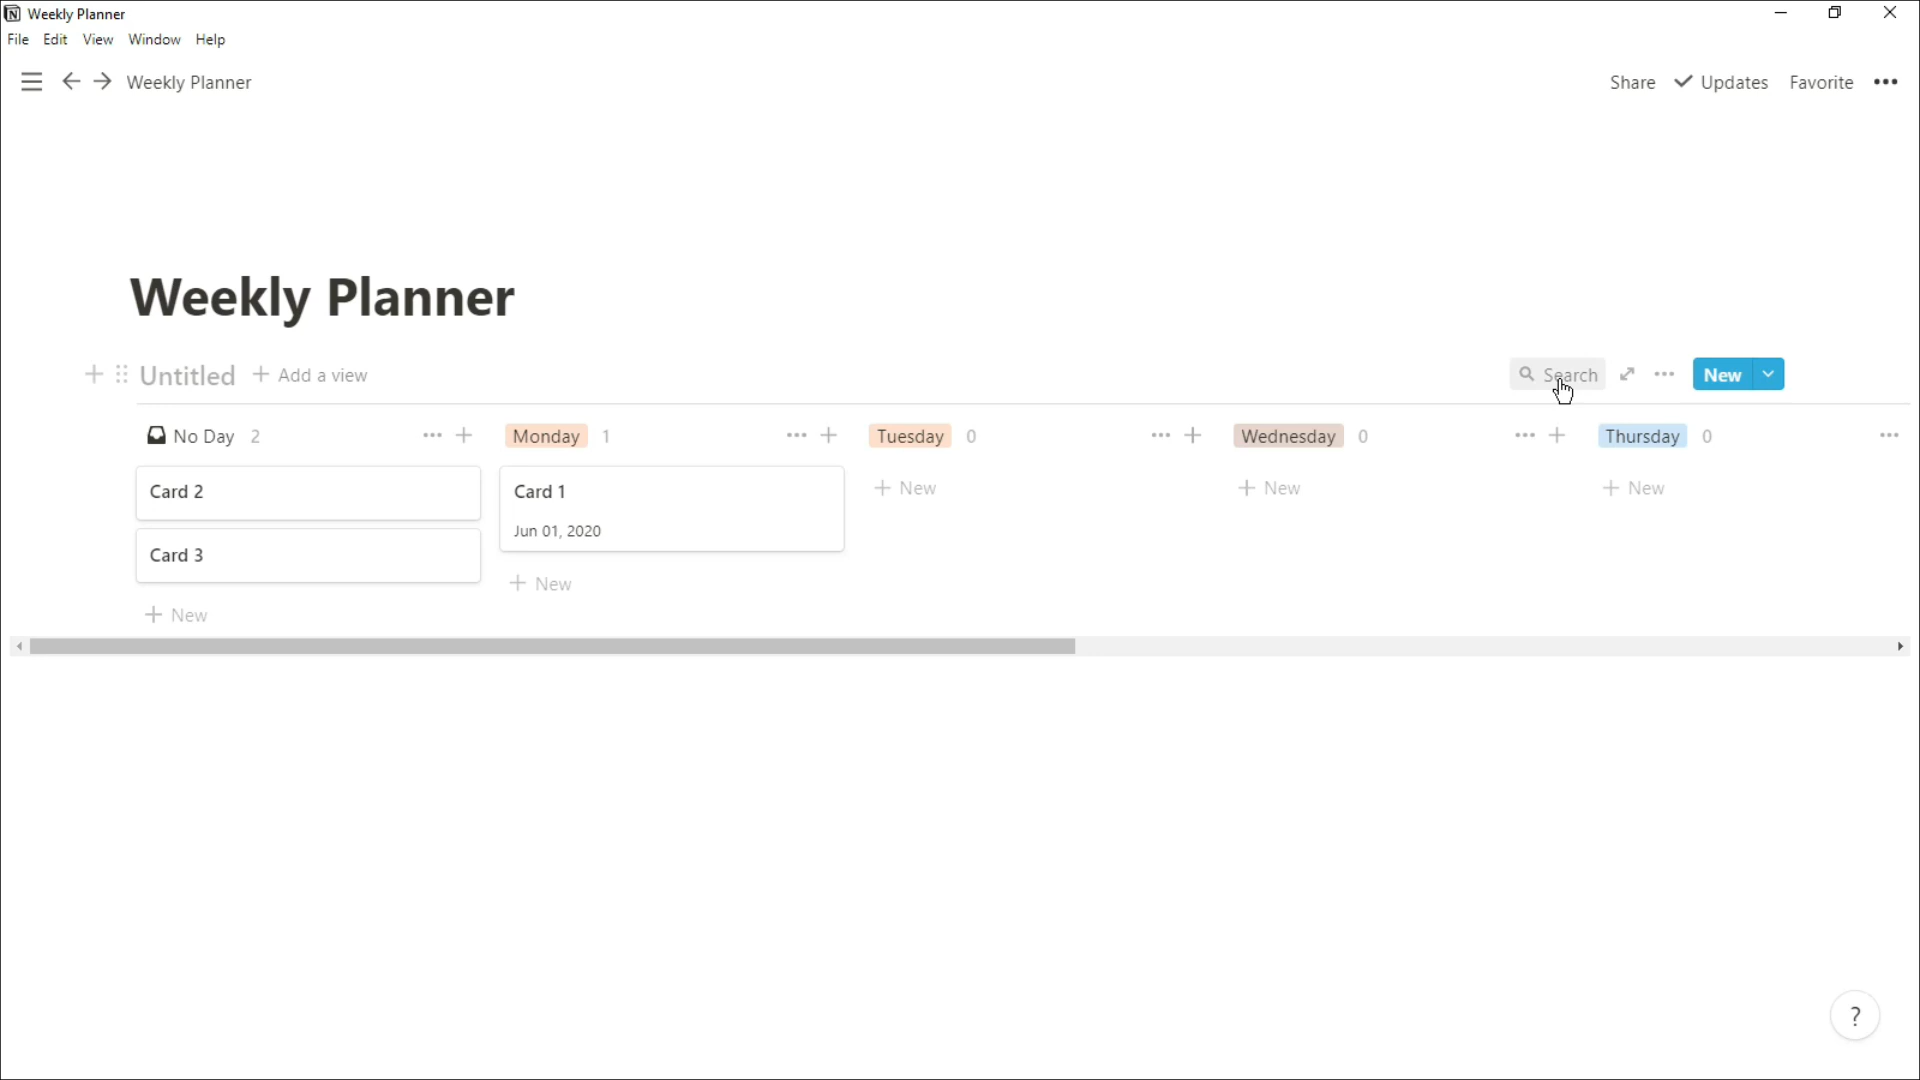 Weekly Planner
File Edit View Window Help
Weekly Planner Share Updates Favorite
Weekly Planner
Untitled + Add a view Search New
No Day 2 Monday 1 Tuesday 0 Wednesday 0 Thursday 0
Card 2 Card 1 + New + New + New
Jun 01, 2020
Card 3
+ New
+ New
?